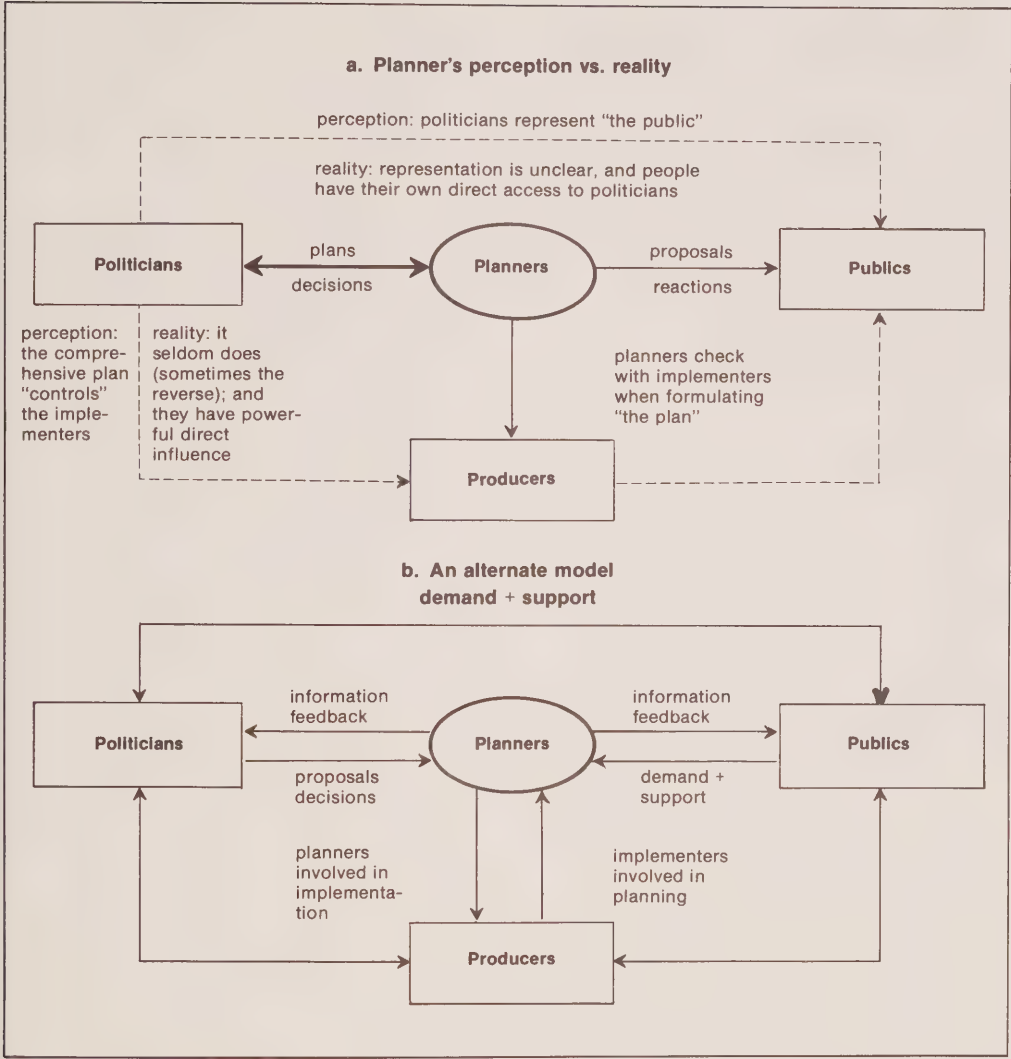 a. Planner's perception vs. reality
perception: politicians represent "the public"
reality: representation is unclear, and people
have their own direct access to politicians
Politicians
plans
decisions
Planners
proposals
reactions
Publics
perception:
the compre-
hensive plan
"controls"
the imple-
menters
reality: it
seldom does
(sometimes the
reverse); and
they have power-
ful direct
influence
planners check
with implementers
when formulating
"the plan"
Producers
b. An alternate model
demand + support
Politicians
information
feedback
proposals
decisions
Planners
information
feedback
demand +
support
Publics
planners
involved in
implementa-
tion
implementers
involved in
planning
Producers